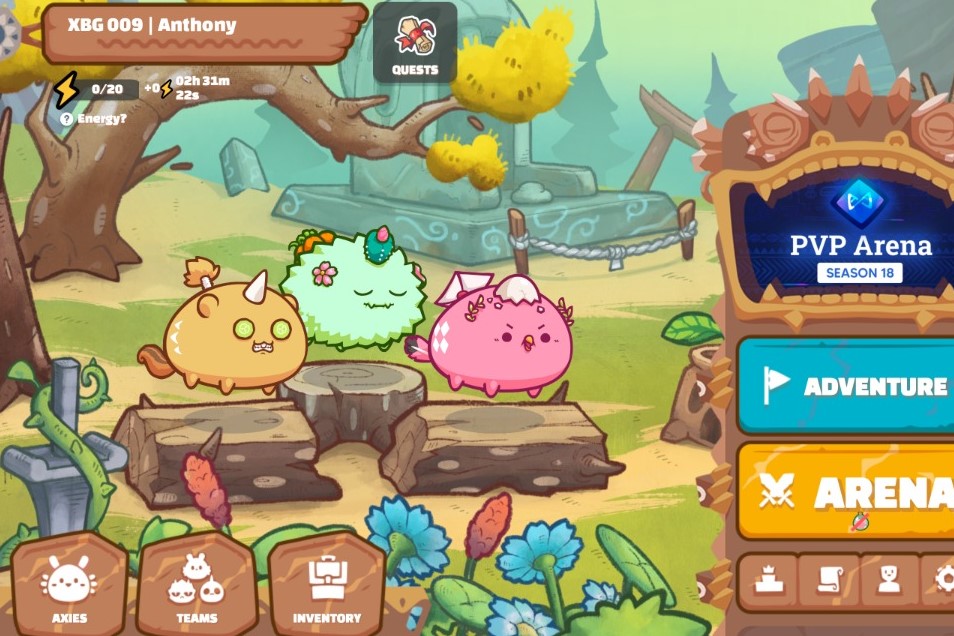 XBG 009 | Anthony
QUESTS
0/20
+0
02h 31m
22s
Energy?
PVP Arena
SEASON 18
ADVENTURE
ARENA
AXIES
TEAMS
INVENTORY